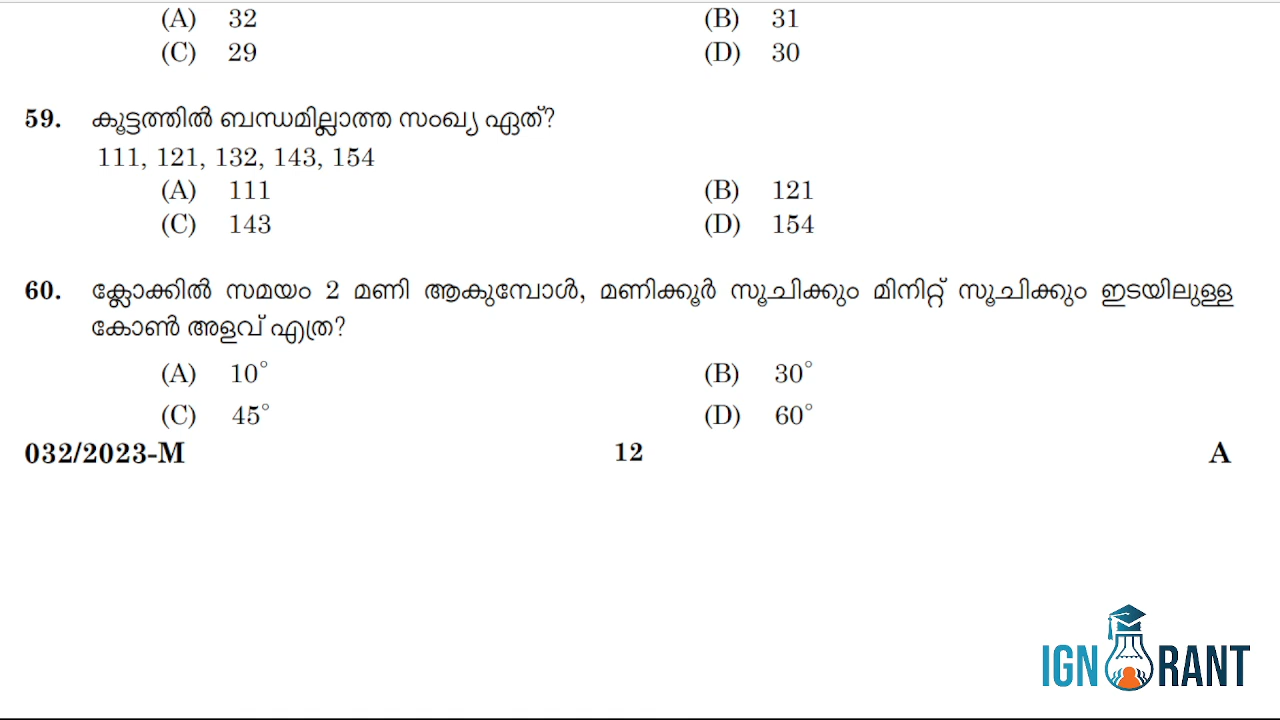 (A) 32 (B) 31
(C) 29 (D) 30
59. കൂട്ടത്തിൽ ബന്ധമില്ലാത്ത സംഖ്യ ഏത്?
111, 121, 132, 143, 154
(A) 111 (B) 121
(C) 143 (D) 154
60. ക്ലോക്കിൽ സമയം 2 മണി ആകുമ്പോൾ, മണിക്കൂർ സൂചിക്കും മിനിറ്റ് സൂചിക്കും ഇടയിലുള്ള
കോൺ അളവ് എത്ര?
(A) 10° (B) 30°
(C) 45° (D) 60°
032/2023-M 12 A
IGNORANT